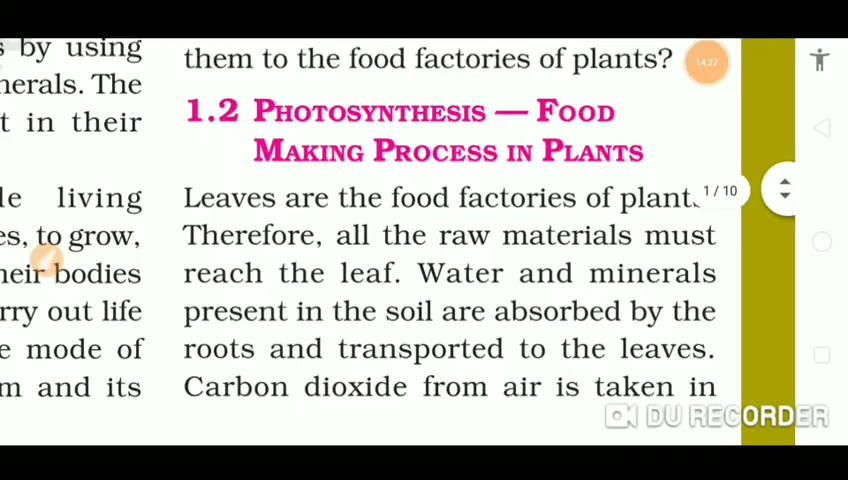 s by using
nerals. The
t in their
le living
es, to grow,
heir bodies
rry out life
e mode of
m and its
them to the food factories of plants?
1.2 PHOTOSYNTHESIS — FOOD
MAKING PROCESS IN PLANTS
Leaves are the food factories of plant
Therefore, all the raw materials must
reach the leaf. Water and minerals
present in the soil are absorbed by the
roots and transported to the leaves.
Carbon dioxide from air is taken in
14:27
1/10
DU RECORDER